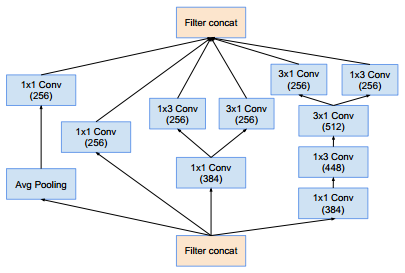 Filter concat
3x1 Conv
(256)
1x3 Conv
(256)
1x1 Conv
(256)
1x3 Conv
(256)
3x1 Conv
(256)
3x1 Conv
(512)
1x1 Conv
(256)
1x3 Conv
(448)
Avg Pooling
1x1 Conv
(384)
1x1 Conv
(384)
Filter concat